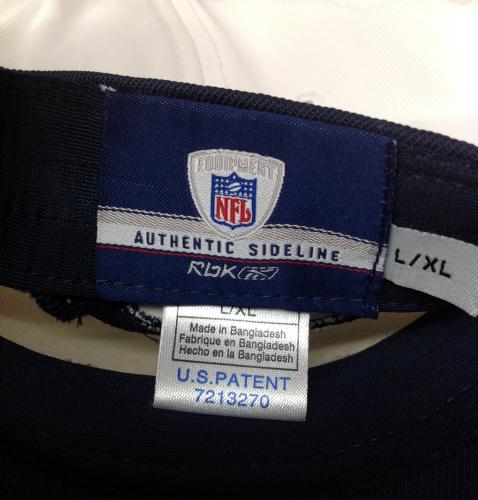 EQUIPMENT
NFL
AUTHENTIC SIDELINE
RBK
L/XL
L/XL
Made in Bangladesh
Fabrique en Bangladesh
Hecho en la Bangladesh
U.S.PATENT
7213270